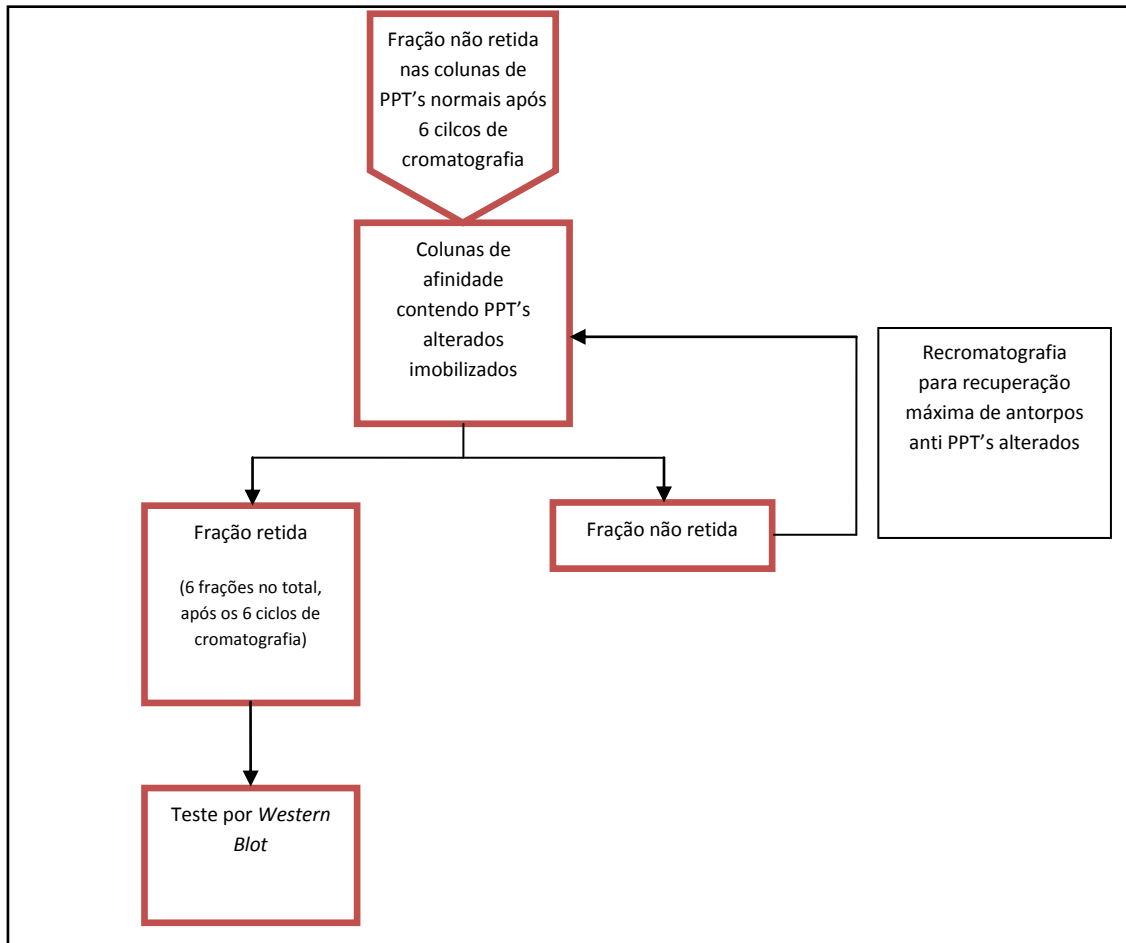 Fração não retida
nas colunas de
PPT’s normais após
6 cilcos de
cromatografia
Colunas de
afinidade
contendo PPT’s
alterados
imobilizados
Recromatografia
para recuperação
máxima de antorpos
anti PPT’s alterados
Fração retida
(6 frações no total,
após os 6 ciclos de
cromatografia)
Fração não retida
Teste por Western
Blot